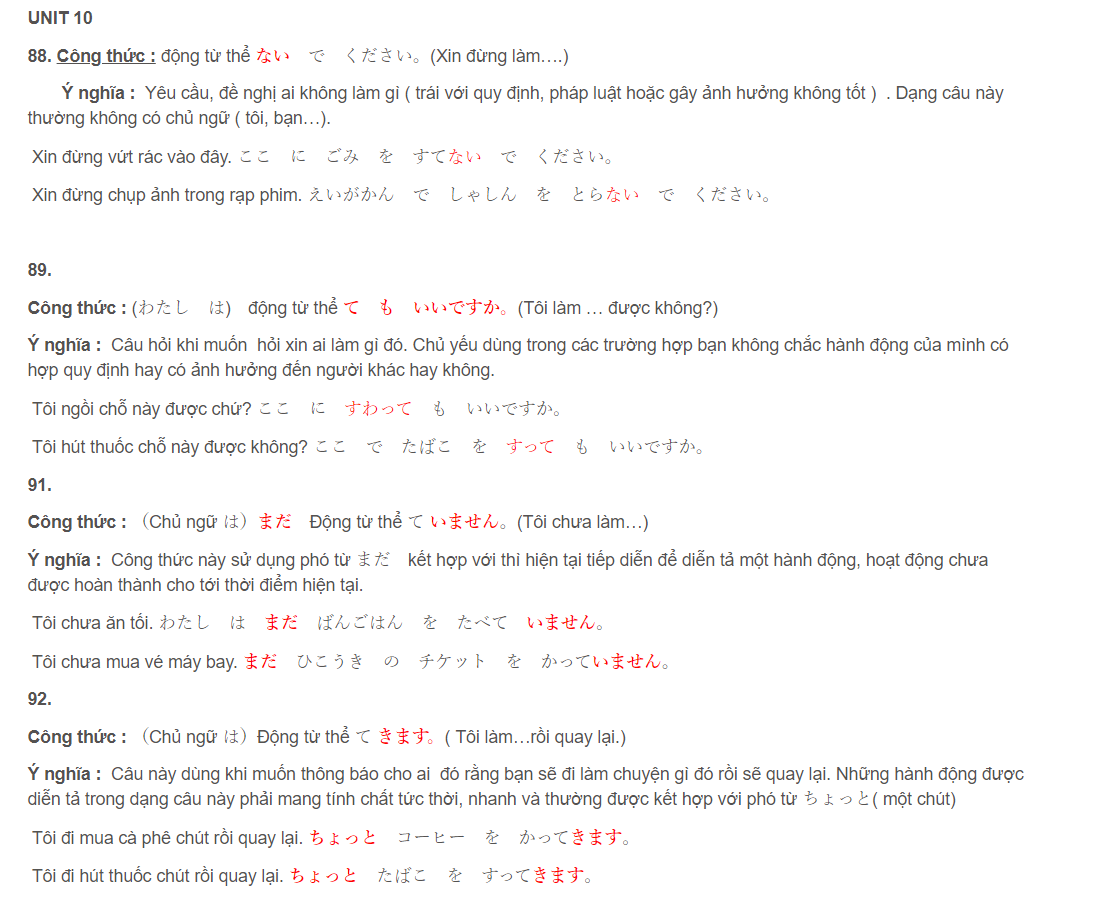 UNIT 10
88. Công thức : động từ thể ない　で　ください。(Xin đừng làm….)
Ý nghĩa : Yêu cầu, đề nghị ai không làm gì ( trái với quy định, pháp luật hoặc gây ảnh hưởng không tốt ) . Dạng câu này
thường không có chủ ngữ ( tôi, bạn…).
Xin đừng vứt rác vào đây. ここ　に　ごみ　を　すてない　で　ください。
Xin đừng chụp ảnh trong rạp phim. えいがかん　で　しゃしん　を　とらない　で　ください。
89.
Công thức : (わたし　は)　động từ thể て　も　いいですか。(Tôi làm … được không?)
Ý nghĩa : Câu hỏi khi muốn hỏi xin ai làm gì đó. Chủ yếu dùng trong các trường hợp bạn không chắc hành động của mình có
hợp quy định hay có ảnh hưởng đến người khác hay không.
Tôi ngồi chỗ này được chứ? ここ　に　すわって　も　いいですか。
Tôi hút thuốc chỗ này được không? ここ　で　たばこ　を　すって　も　いいですか。
91.
Công thức : （Chủ ngữ は）まだ　Động từ thể て いません。(Tôi chưa làm…)
Ý nghĩa : Công thức này sử dụng phó từ まだ　kết hợp với thì hiện tại tiếp diễn để diễn tả một hành động, hoạt động chưa
được hoàn thành cho tới thời điểm hiện tại.
Tôi chưa ăn tối. わたし　は　まだ　ばんごはん　を　たべて　いません。
Tôi chưa mua vé máy bay. まだ　ひこうき　の　チケット　を　かっていません。
92.
Công thức : （Chủ ngữ は）Động từ thể て きます。( Tôi làm…rồi quay lại.)
Ý nghĩa : Câu này dùng khi muốn thông báo cho ai đó rằng bạn sẽ đi làm chuyện gì đó rồi sẽ quay lại. Những hành động được
diễn tả trong dạng câu này phải mang tính chất tức thời, nhanh và thường được kết hợp với phó từ ちょっと( một chút)
Tôi đi mua cà phê chút rồi quay lại. ちょっと　コーヒー　を　かってきます。
Tôi đi hút thuốc chút rồi quay lại. ちょっと　たばこ　を　すってきます。